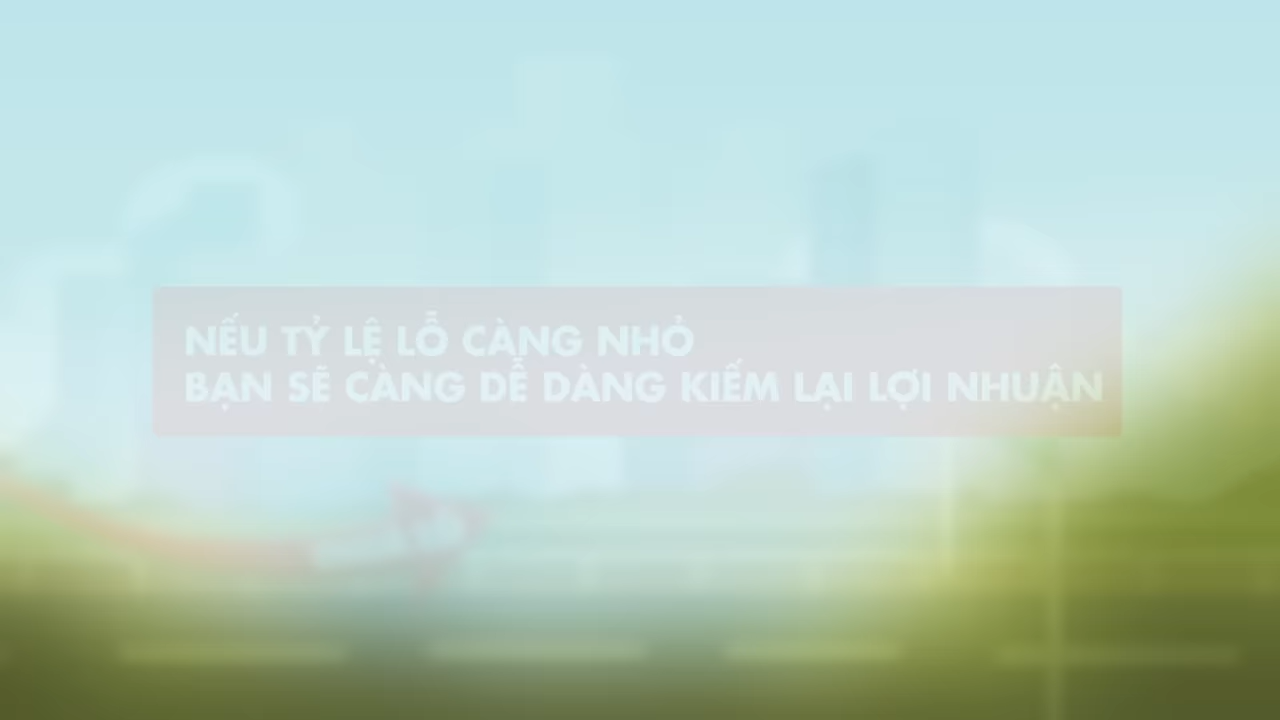 NẾU TỶ LỆ LỖ CÀNG NHỎ
BẠN SẼ CÀNG DỄ DÀNG KIẾM LẠI LỢI NHUẬN